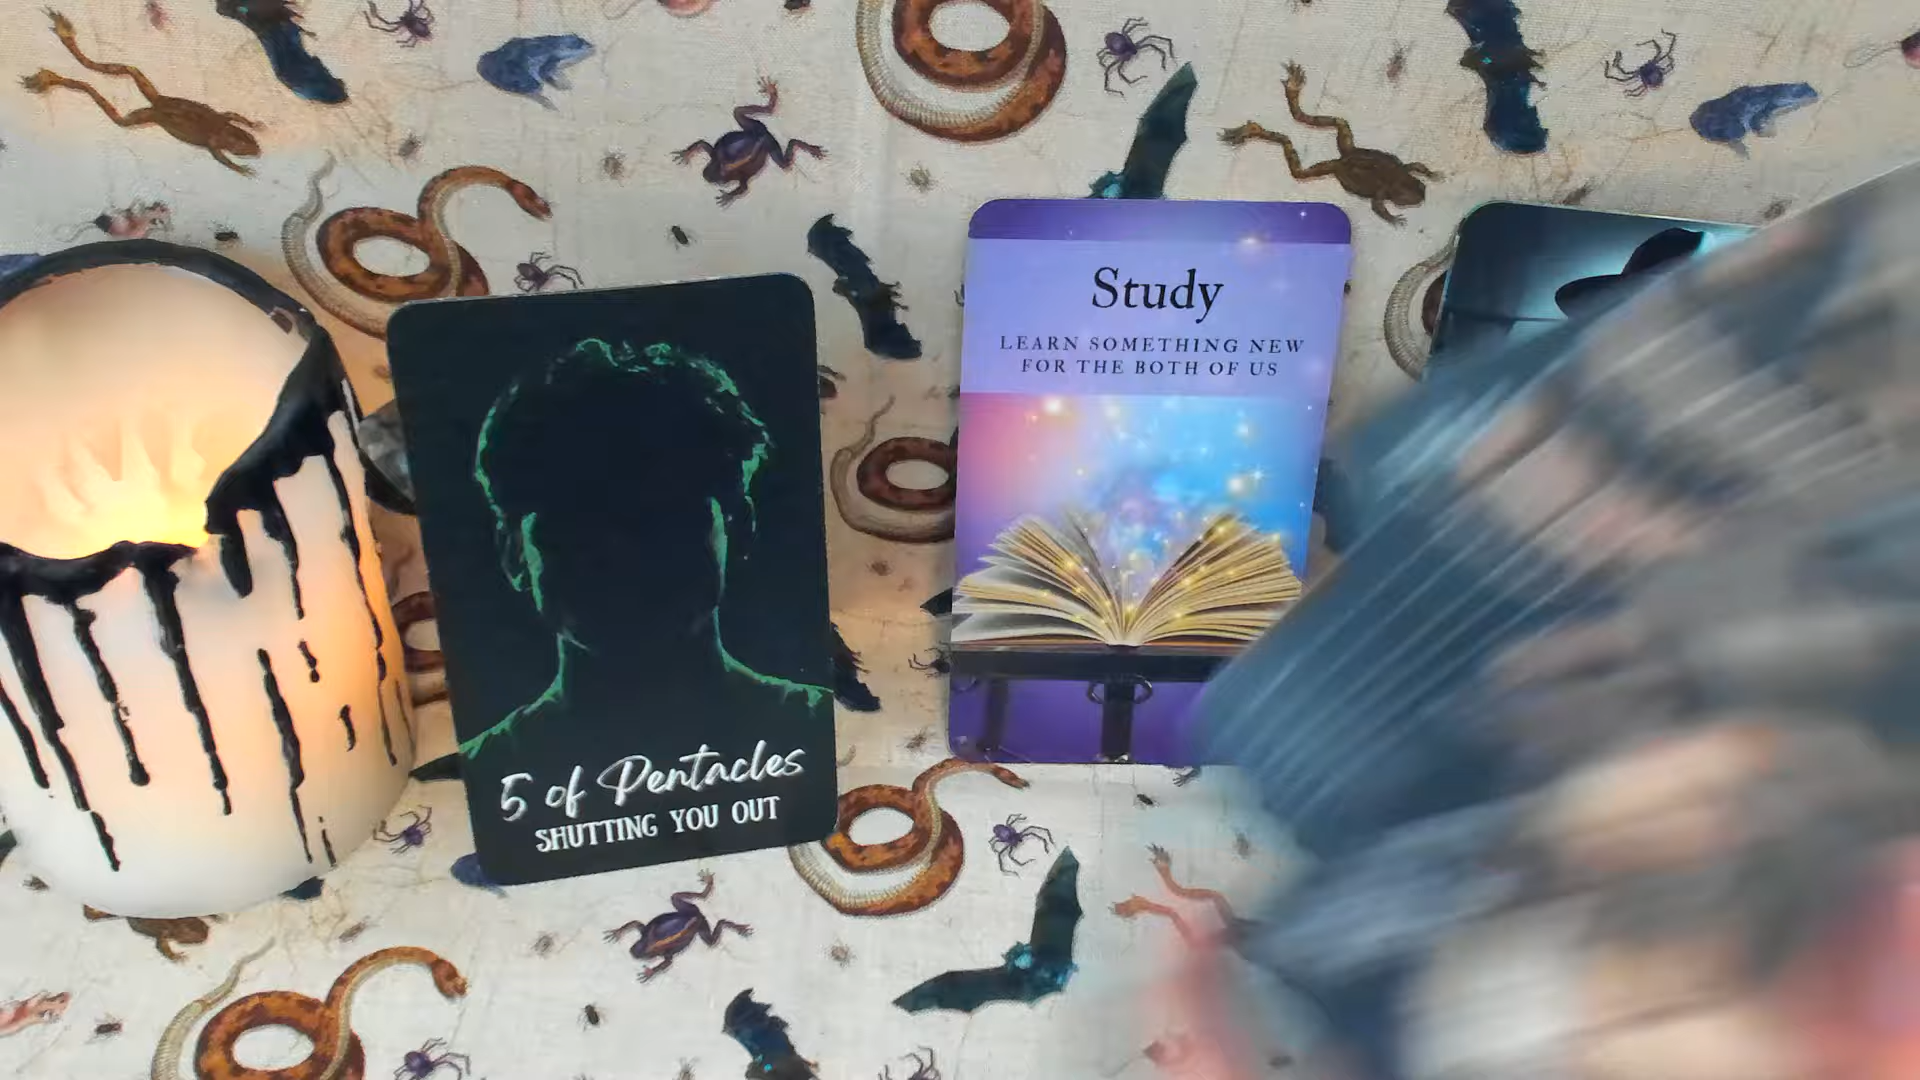 Study
LEARN SOMETHING NEW
FOR THE BOTH OF US
5 of Pentacles
SHUTTING YOU OUT